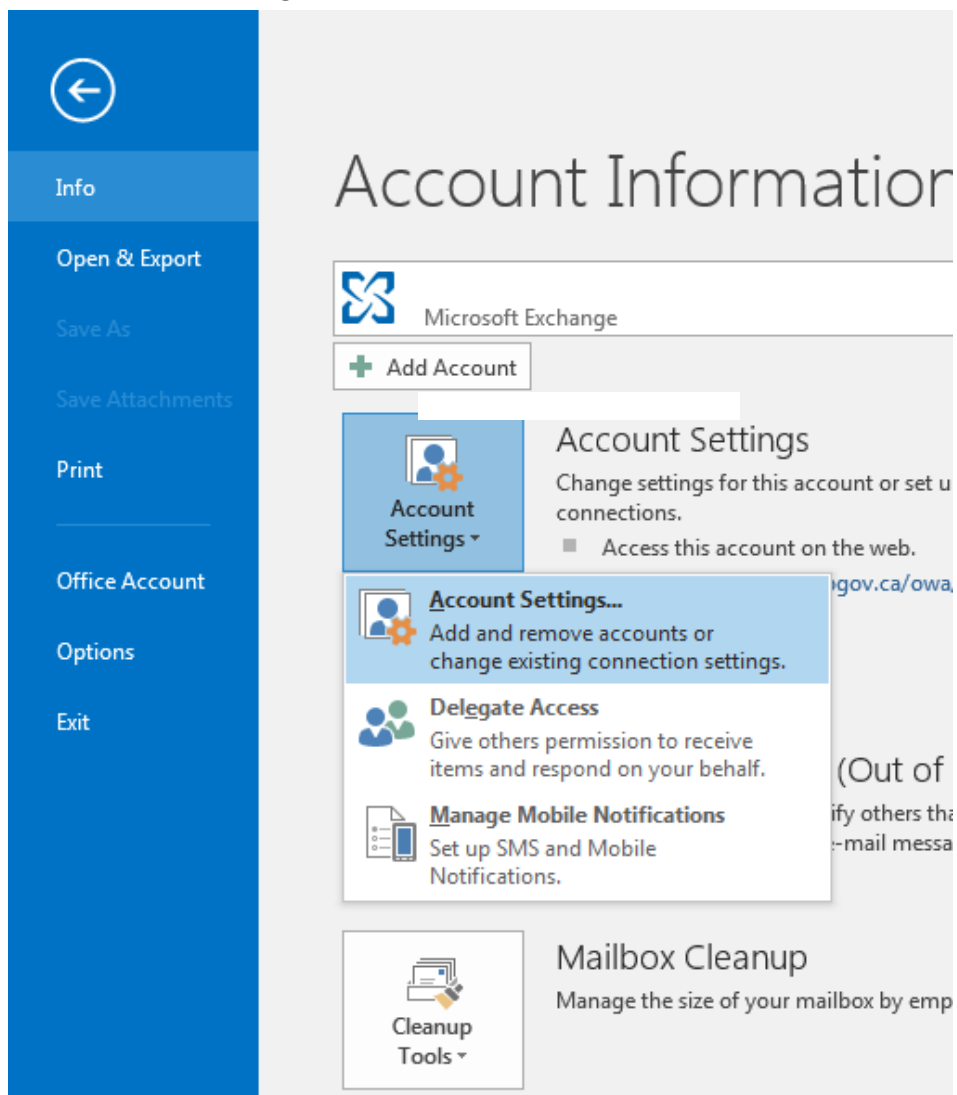 Info
Open & Export
Save As
Save Attachments
Print
Office Account
Options
Exit
Account Information
Microsoft Exchange
Add Account
Account
Settings
Account Settings
Change settings for this account or set u
connections.
Access this account on the web.
ogov.ca/owa/
Account Settings...
Add and remove accounts or
change existing connection settings.
Delegate Access
Give others permission to receive
items and respond on your behalf.
Manage Mobile Notifications
Set up SMS and Mobile
Notifications.
(Out of
ify others tha
e-mail messa
Cleanup
Tools
Mailbox Cleanup
Manage the size of your mailbox by emp